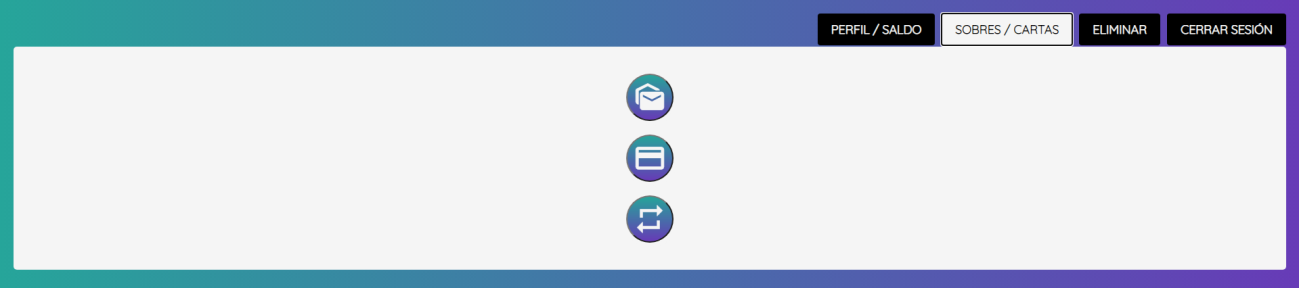 PERFIL / SALDO SOBRES / CARTAS ELIMINAR CERRAR SESIÓN